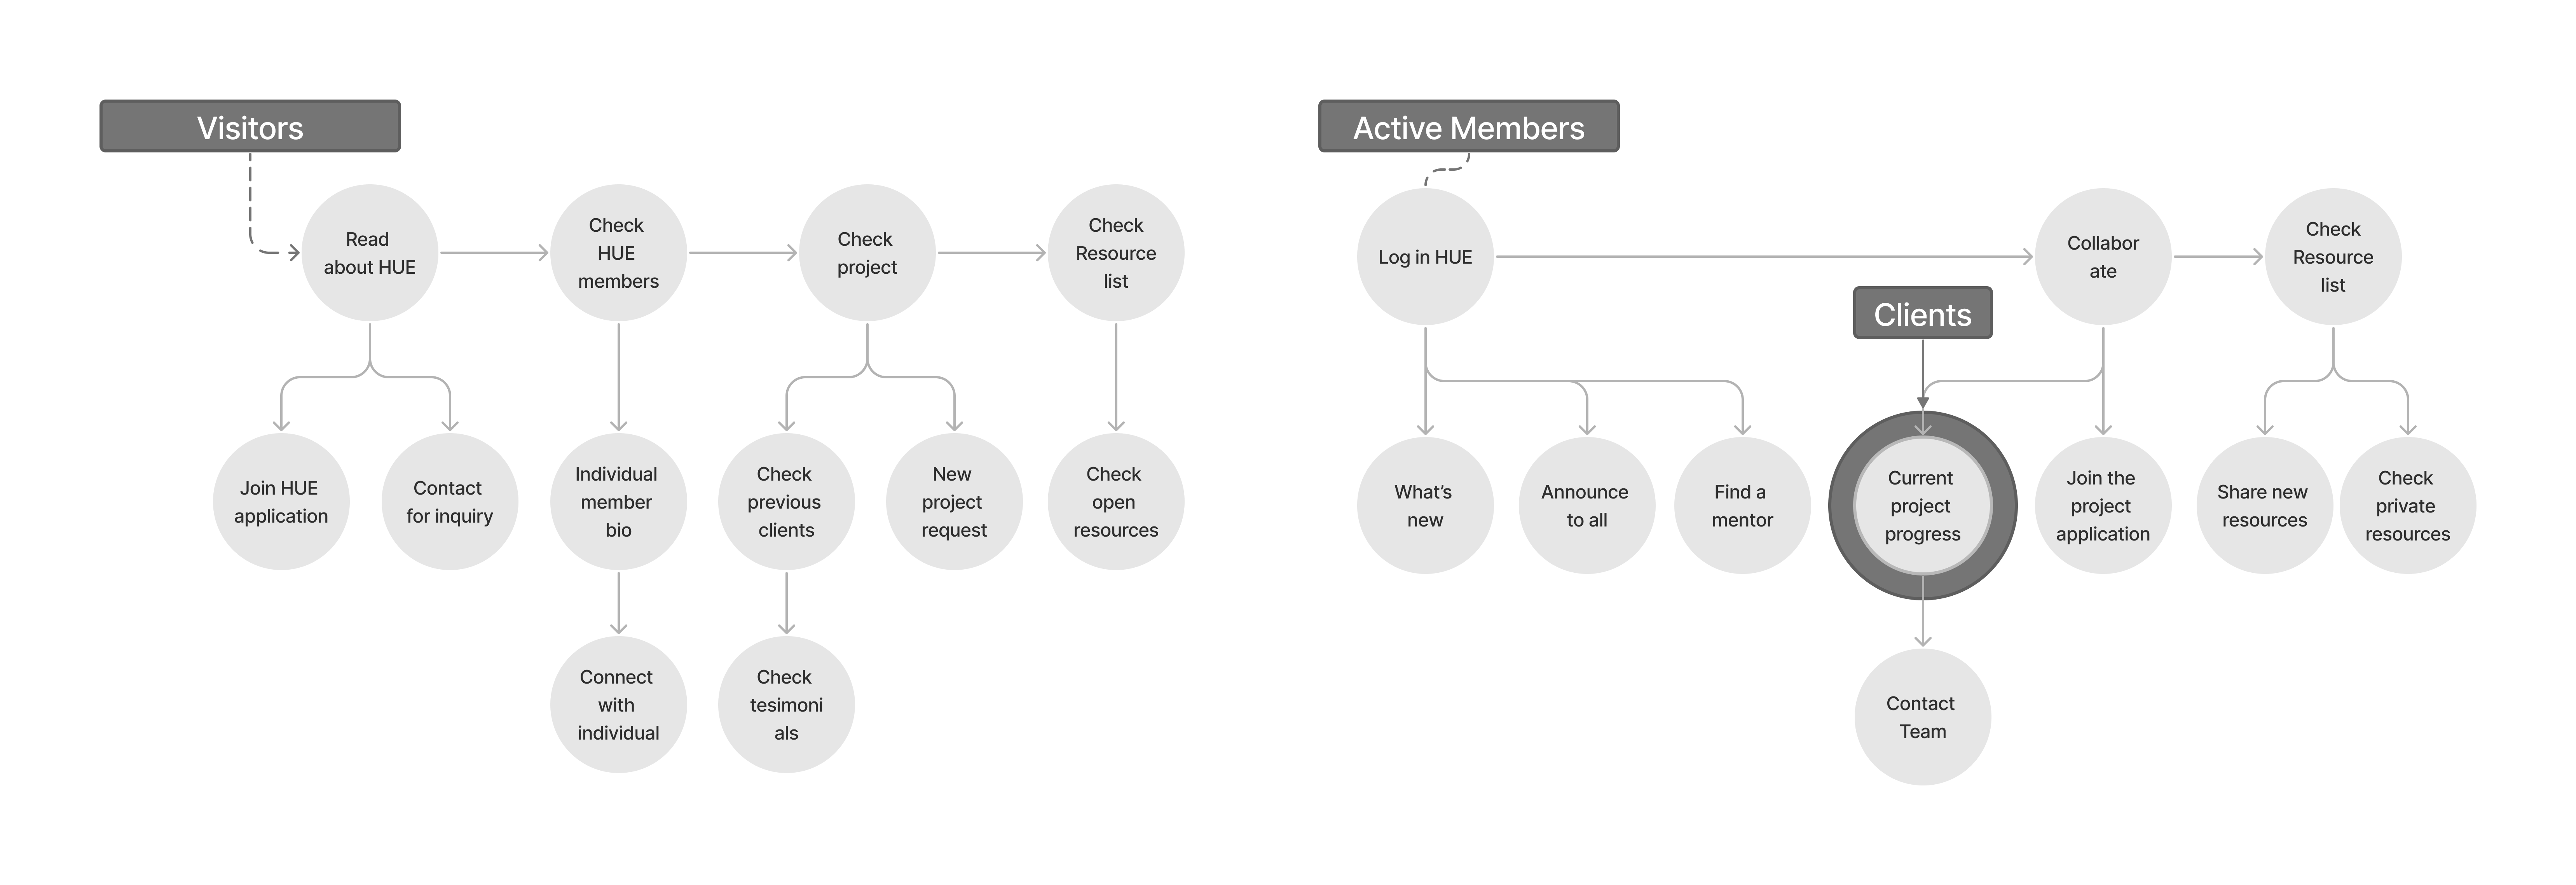 Visitors
Read
about HUE
Check
HUE
members
Check
project
Check
Resource
list
Join HUE
application
Contact
for inquiry
Individual
member
bio
Check
previous
clients
New
project
request
Check
open
resources
Connect
with
individual
Check
tesimoni
als
Active Members
Log in HUE
Collabor
ate
Check
Resource
list
Clients
What's
new
Announce
to all
Find a
mentor
Current
project
progress
Join the
project
application
Share new
resources
Check
private
resources
Contact
Team